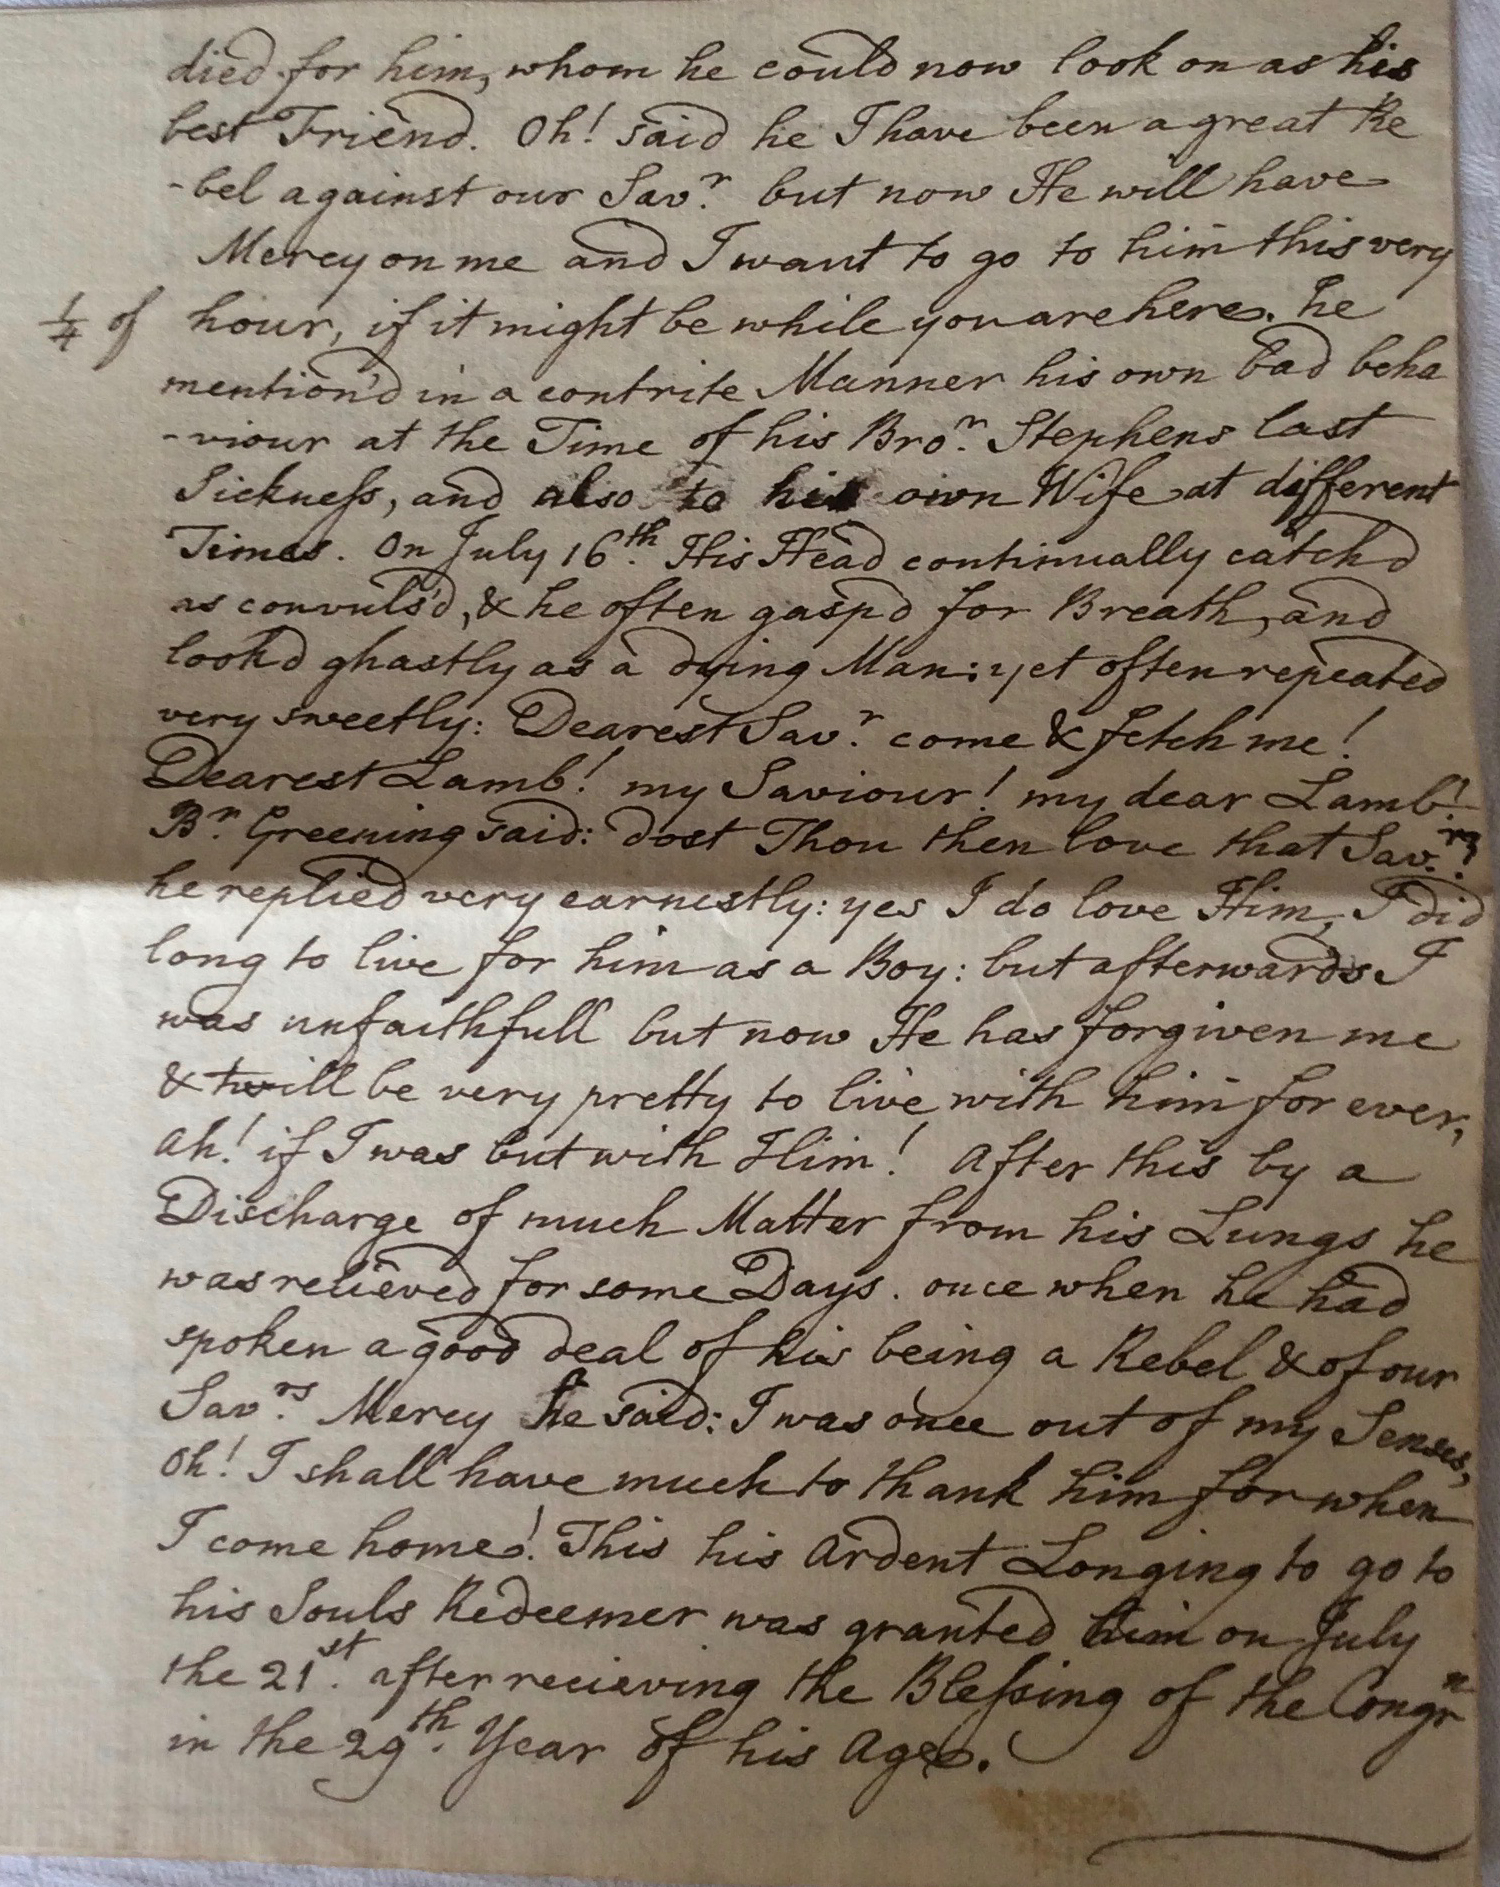 died for him, whom he could now look on as his
best Friend. Oh! said he I have been a great Re
-bel against our Sav.r but now He will have
Mercy on me and I want to go to him this very
1/4 of hour, if it might be while you are here. he
mention'd in a contrite Manner his own bad beha
-viour at the Time of his Bro.r Stephens last
Sickness, and also to his own Wife at different
Times. On July 16th. His Head continually catch'd
as convuls'd, & he often gasp'd for Breath, and
look'd ghastly as a dying Man: yet often repeated
very sweetly: Dearest Sav.r come & fetch me!
Dearest Lamb! my Saviour! my dear Lamb!
Br. Greening said: dost Thou then love that Sav.r?
he replied very earnestly: yes I do love Him, I did
long to live for him as a Boy: but afterwards I
was unfaithfull but now He has forgiven me
& twill be very pretty to live with him for ever,
ah! if I was but with Him! After this by a
Discharge of much Matter from his Lungs he
was relieved for some Days. once when he had
spoken a good deal of his being a Rebel & of our
Sav.rs Mercy he said: I was once out of my Senses,
Oh! I shall have much to thank him for when
I come home! This his Ardent Longing to go to
his Souls Redeemer was granted him on July
the 21st. after recieving the Blessing of the Congn
in the 29th. Year of his Age.